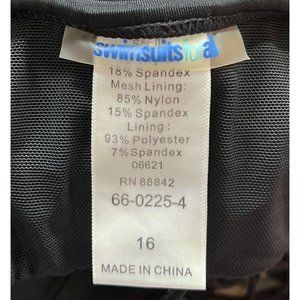 swimsuitsforall
18% Spandex
Mesh Lining:
85% Nylon
15% Spandex
Lining:
93% Polyester
7% Spandex
06621
RN 88842
66-0225-4
16
MADE IN CHINA